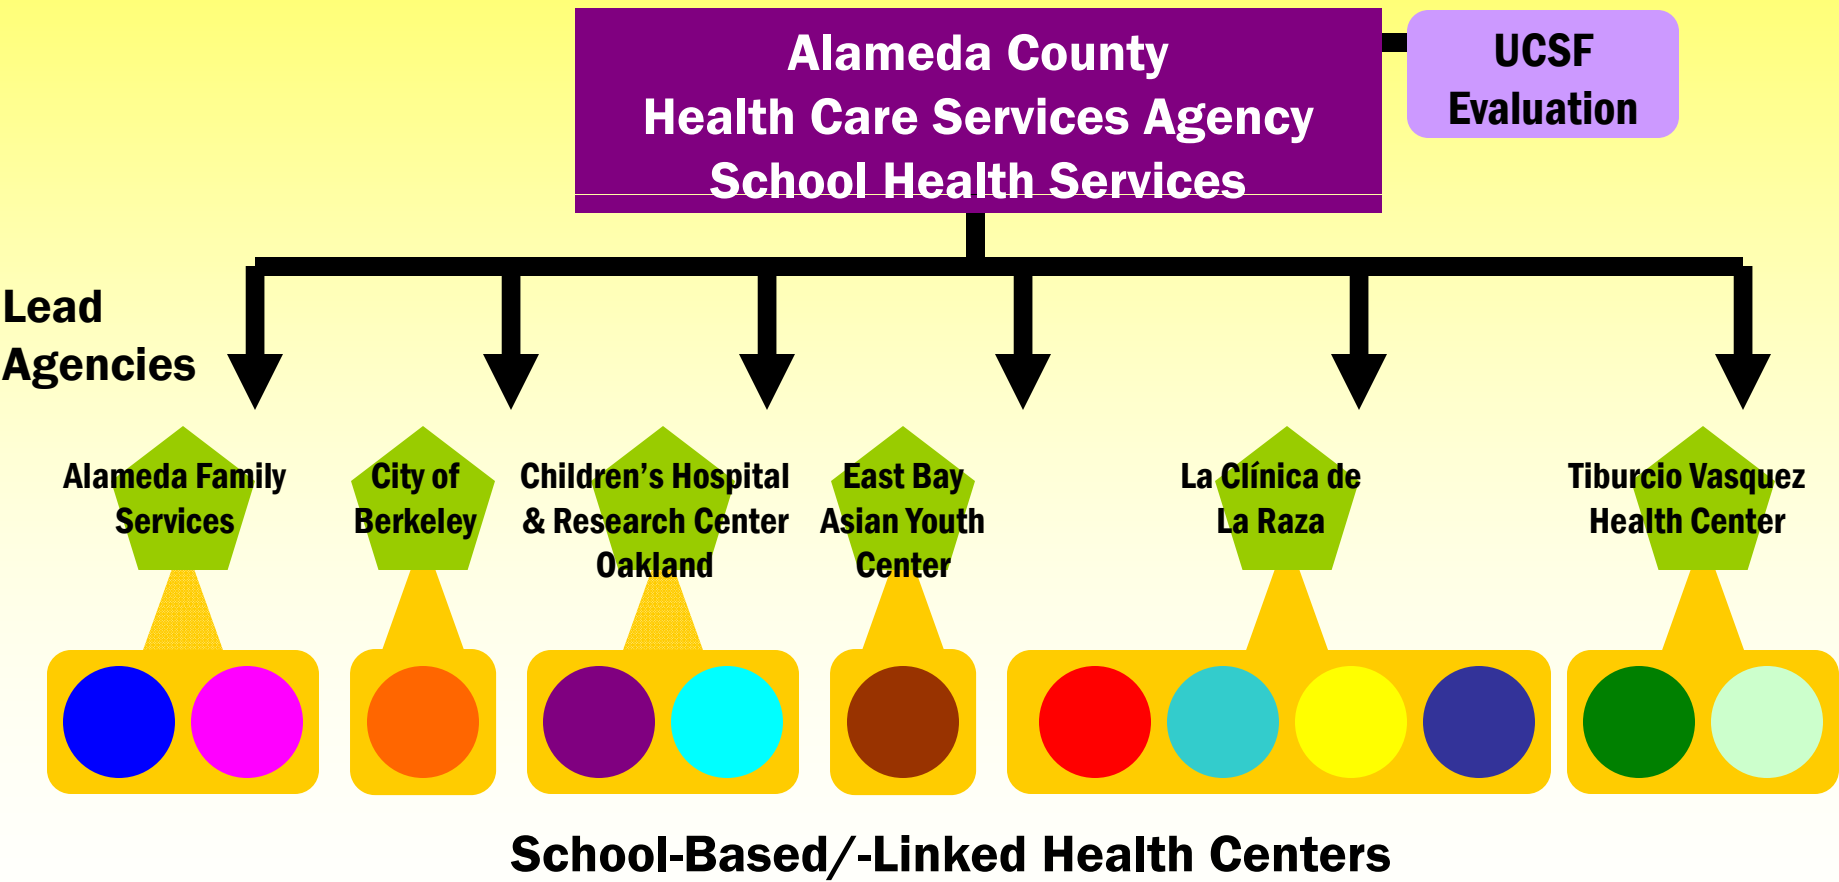 Alameda County
Health Care Services Agency
School Health Services
UCSF
Evaluation
Lead
Agencies
Alameda Family
Services
City of
Berkeley
Children’s Hospital
& Research Center
Oakland
East Bay
Asian Youth
Center
La Clínica de
La Raza
Tiburcio Vasquez
Health Center
School-Based/-Linked Health Centers